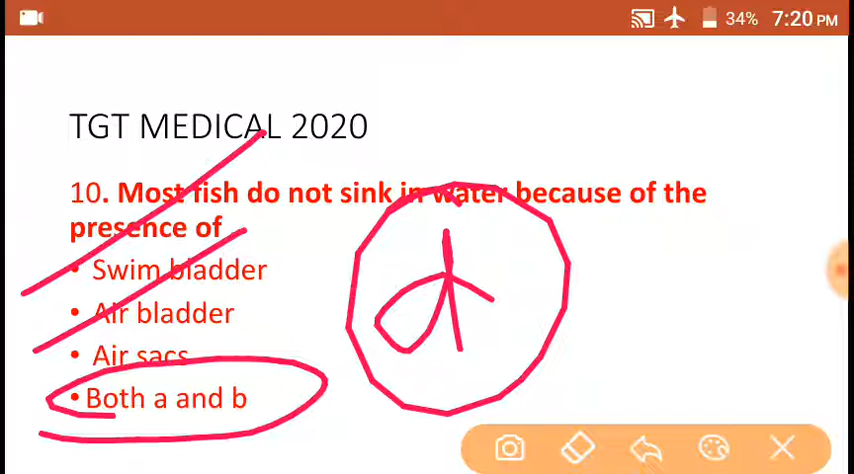 34% 7:20 PM
TGT MEDICAL 2020
10. Most fish do not sink in water because of the
presence of
• Swim bladder
• Air bladder
• Air sacs
• Both a and b
d